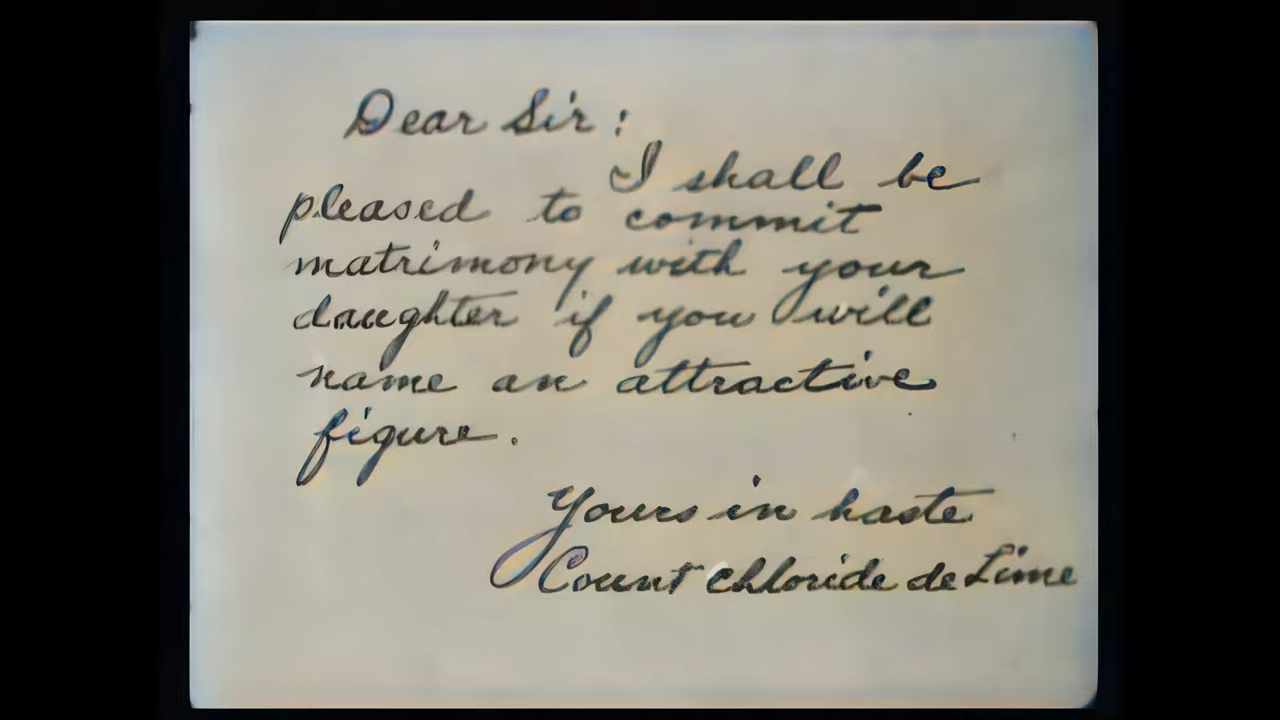 Dear Sir:
I shall be
pleased to commit
matrimony with your
daughter if you will
name an attractive
figure.
Yours in haste
Count Chloride de Lime